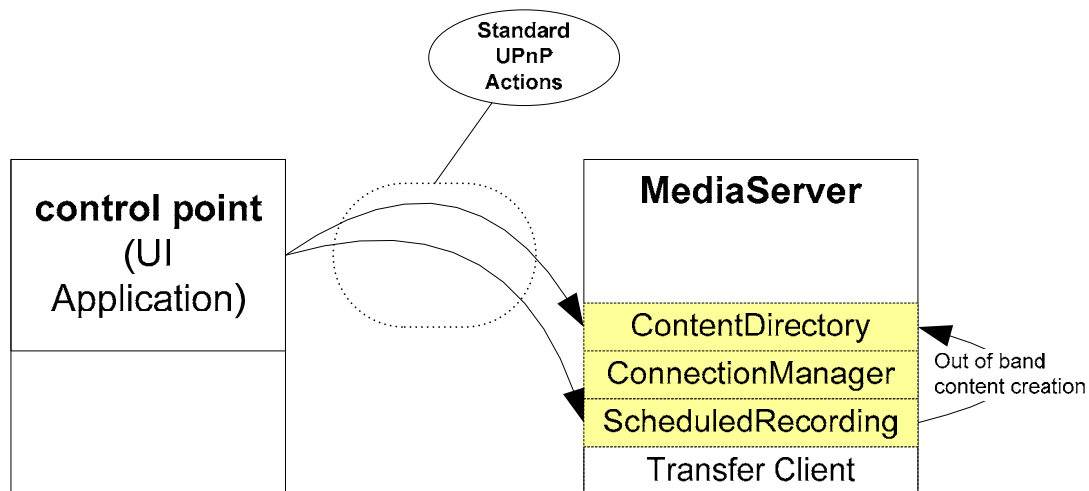 Standard
UPnP
Actions
control point
(UI
Application)
MediaServer
ContentDirectory
ConnectionManager
ScheduledRecording
Transfer Client
Out of band
content creation